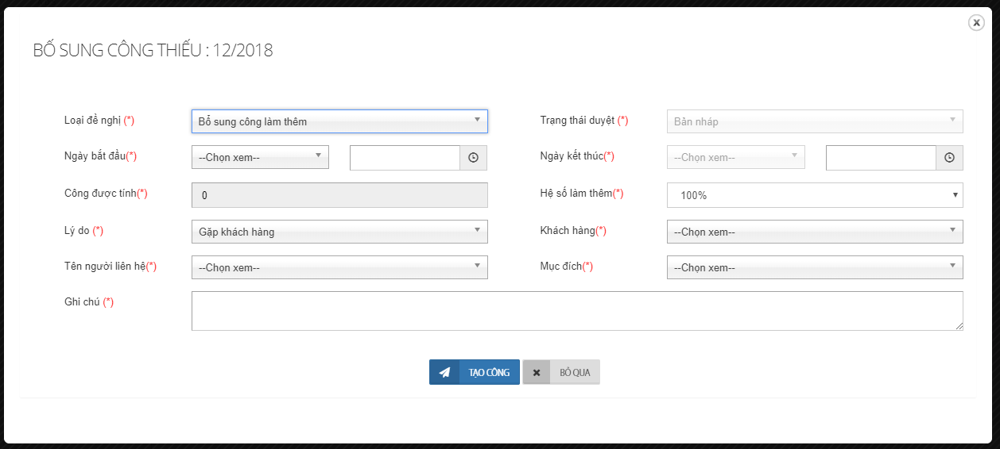 BỔ SUNG CÔNG THIẾU : 12/2018
Loại đề nghị (*) Bổ sung công làm thêm Trạng thái duyệt (*) Bản nháp
Ngày bắt đầu(*) --Chọn xem-- Ngày kết thúc(*) --Chọn xem--
Công được tính(*) 0 Hệ số làm thêm(*) 100%
Lý do (*) Gặp khách hàng Khách hàng(*) --Chọn xem--
Tên người liên hệ(*) --Chọn xem-- Mục đích(*) --Chọn xem--
Ghi chú (*)
TẠO CÔNG BỎ QUA